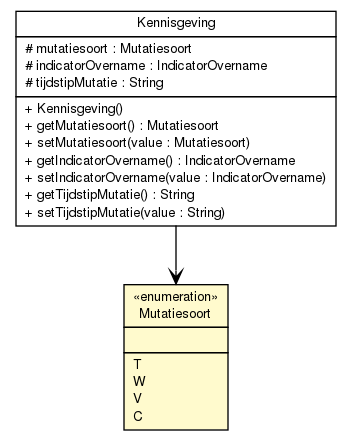 Kennisgeving
# mutatiesoort : Mutatiesoort
# indicatorOvername : IndicatorOvername
# tijdstipMutatie : String
+ Kennisgeving()
+ getMutatiesoort() : Mutatiesoort
+ setMutatiesoort(value : Mutatiesoort)
+ getIndicatorOvername() : IndicatorOvername
+ setIndicatorOvername(value : IndicatorOvername)
+ getTijdstipMutatie() : String
+ setTijdstipMutatie(value : String)
«enumeration»
Mutatiesoort
T
W
V
C